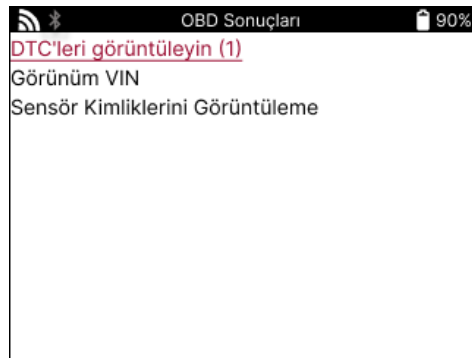 OBD Sonuçları 90%
DTC'leri görüntüleyin (1)
Görünüm VIN
Sensör Kimliklerini Görüntüleme